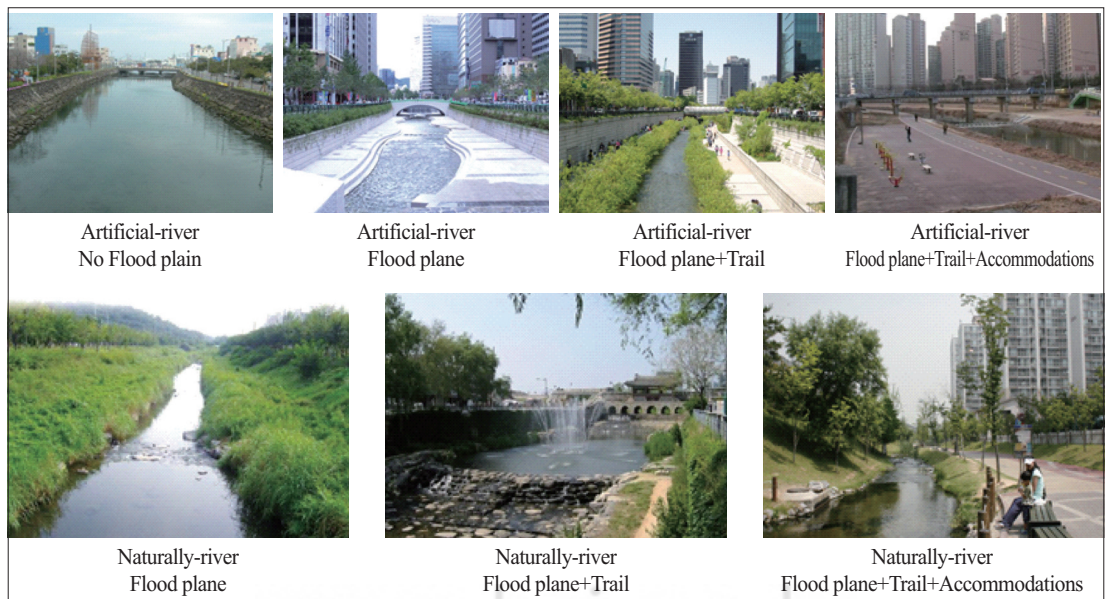 Artificial-river
No Flood plain
Artificial-river
Flood plane
Artificial-river
Flood plane+Trail
Artificial-river
Flood plane+Trail+Accommodations
Naturally-river
Flood plane
Naturally-river
Flood plane+Trail
Naturally-river
Flood plane+Trail+Accommodations